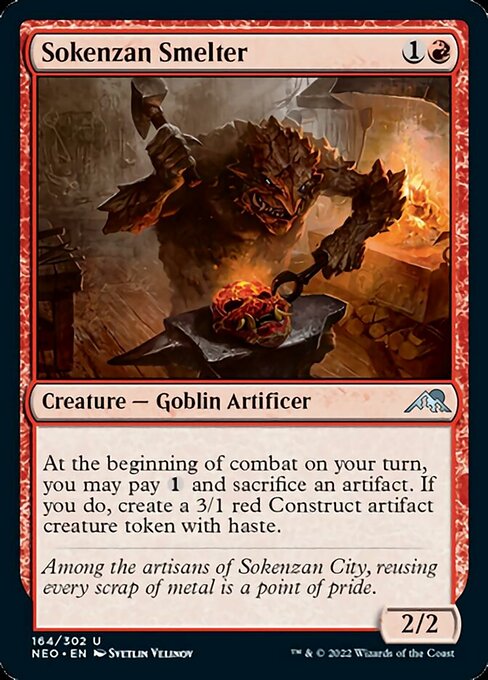 Sokenzan Smelter 1
Creature — Goblin Artificer
At the beginning of combat on your turn,
you may pay 1 and sacrifice an artifact. If
you do, create a 3/1 red Construct artifact
creature token with haste.
Among the artisans of Sokenzan City, reusing
every scrap of metal is a point of pride.
2/2
164/302 U
NEO • EN Svetlin Velinov
™ & © 2022 Wizards of the Coast